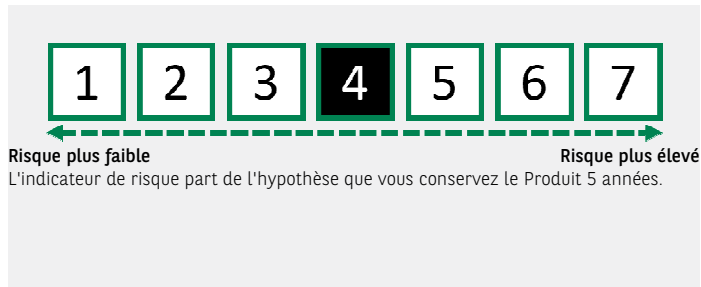 1 2 3 4 5 6 7
Risque plus faible Risque plus élevé
L'indicateur de risque part de l'hypothèse que vous conservez le Produit 5 années.